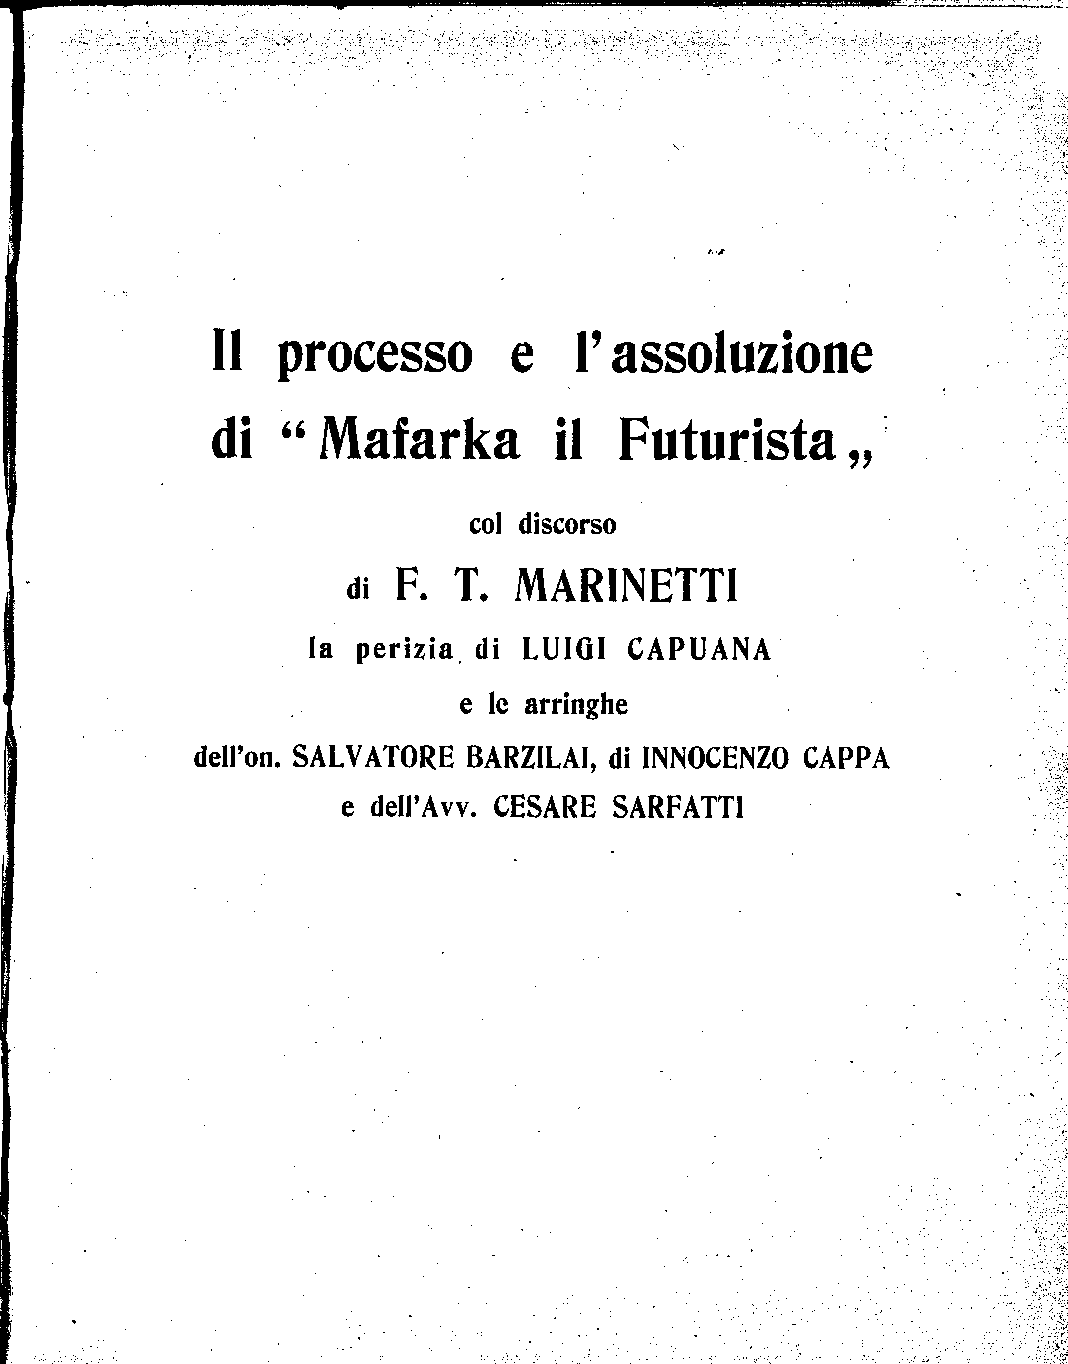 Il processo e l'assoluzione
di “ Mafarka il Futurista „
col discorso
di F. T. MARINETTI
la perizia di LUIGI CAPUANA
e le arringhe
dell'on. SALVATORE BARZILAI, di INNOCENZO CAPPA
e dell'Avv. CESARE SARFATTI